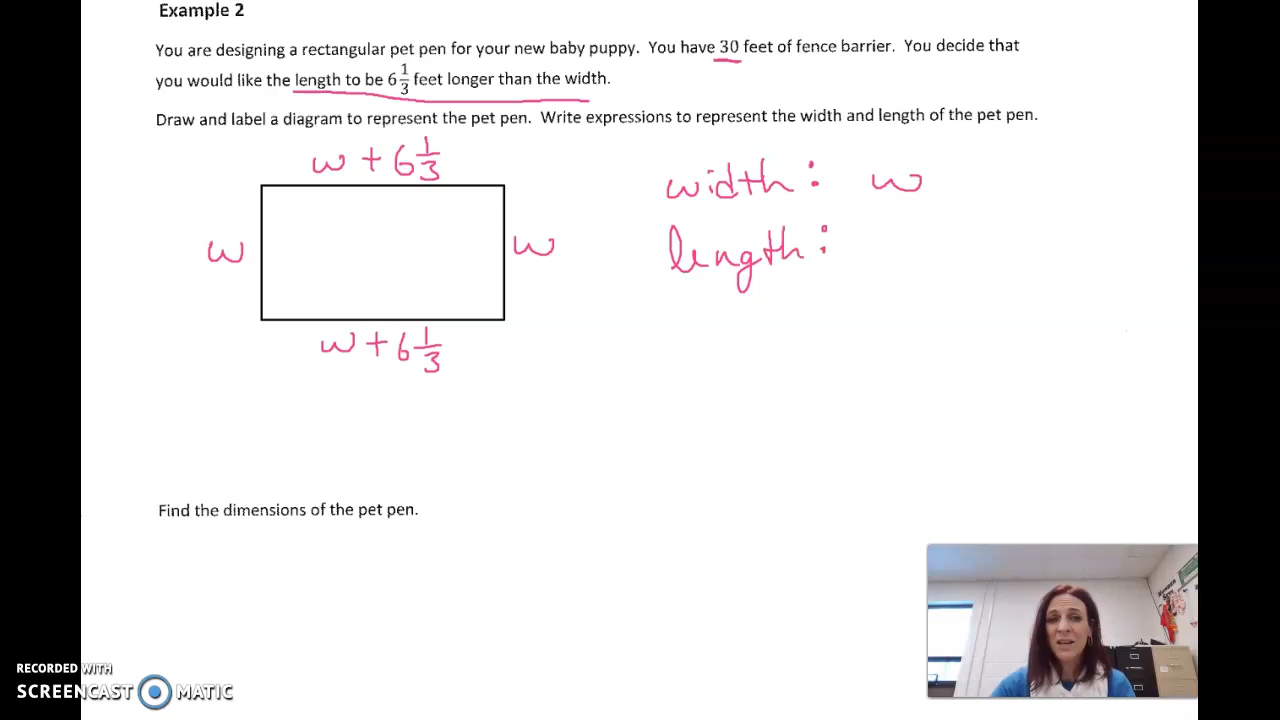 Example 2
You are designing a rectangular pet pen for your new baby puppy. You have 30 feet of fence barrier. You decide that
you would like the length to be 6 1/3 feet longer than the width.
Draw and label a diagram to represent the pet pen. Write expressions to represent the width and length of the pet pen.
w + 6 1/3
width: w
w
w
length:
w + 6 1/3
Find the dimensions of the pet pen.
RECORDED WITH
SCREENCAST MATIC